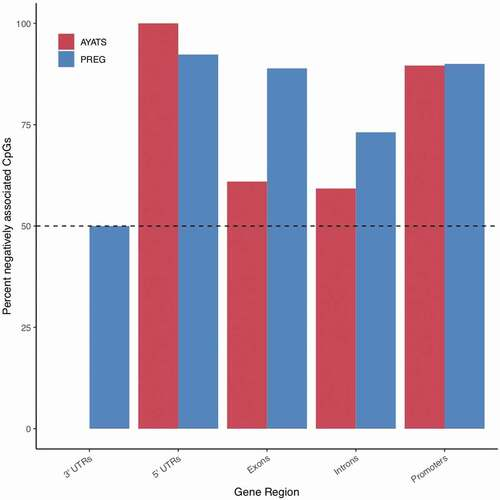 AYATS
PREG
Percent negatively associated CpGs
100
75
50
25
0
3' UTRs
5' UTRs
Exons
Introns
Promoters
Gene Region